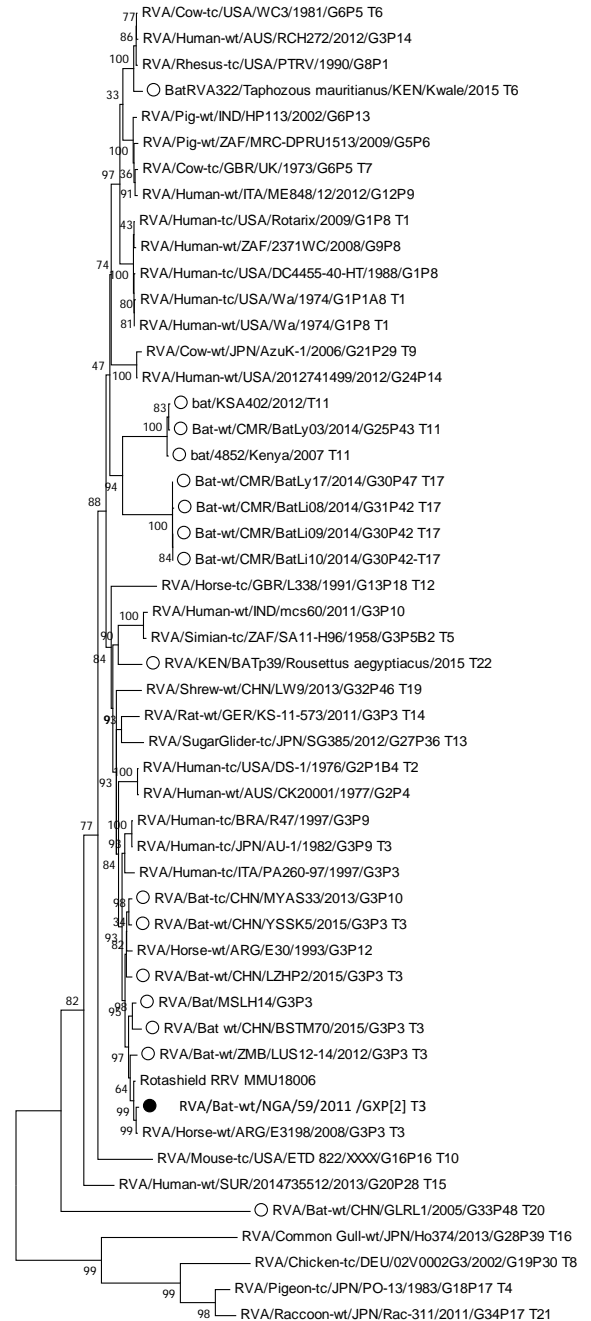 77
RVA/Cow-tc/USA/WC3/1981/G6P5 T6
86
RVA/Human-wt/AUS/RCH272/2012/G3P14
100
RVA/Rhesus-tc/USA/PTRV/1990/G8P1
BatRVA322/Taphozous mauritianus/KEN/Kwale/2015 T6
33
RVA/Pig-wt/IND/HP113/2002/G6P13
RVA/Pig-wt/ZAF/MRC-DPRU1513/2009/G5P6
100
RVA/Cow-tc/GBR/UK/1973/G6P5 T7
97
36
RVA/Human-wt/ITA/ME848/12/2012/G12P9
91
RVA/Human-tc/USA/Rotarix/2009/G1P8 T1
43
RVA/Human-wt/ZAF/2371WC/2008/G9P8
74
100
RVA/Human-tc/USA/DC4455-40-HT/1988/G1P8
RVA/Human-tc/USA/Wa/1974/G1P1A8 T1
80
RVA/Human-wt/USA/Wa/1974/G1P8 T1
81
RVA/Cow-wt/JPN/AzuK-1/2006/G21P29 T9
47
100
RVA/Human-wt/USA/2012741499/2012/G24P14
bat/KSA402/2012/T11
83
Bat-wt/CMR/BatLy03/2014/G25P43 T11
100
bat/4852/Kenya/2007 T11
Bat-wt/CMR/BatLy17/2014/G30P47 T17
94
Bat-wt/CMR/BatLi08/2014/G31P42 T17
88
100
Bat-wt/CMR/BatLi09/2014/G30P42 T17
Bat-wt/CMR/BatLi10/2014/G30P42-T17
84
RVA/Horse-tc/GBR/L338/1991/G13P18 T12
RVA/Human-wt/IND/mcs60/2011/G3P10
100
RVA/Simian-tc/ZAF/SA11-H96/1958/G3P5B2 T5
90
84
RVA/KEN/BATp39/Rousettus aegyptiacus/2015 T22
RVA/Shrew-wt/CHN/LW9/2013/G32P46 T19
RVA/Rat-wt/GER/KS-11-573/2011/G3P3 T14
93
RVA/SugarGlider-tc/JPN/SG385/2012/G27P36 T13
RVA/Human-tc/USA/DS-1/1976/G2P1B4 T2
100
93
RVA/Human-wt/AUS/CK20001/1977/G2P4
RVA/Human-tc/BRA/R47/1997/G3P9
100
77
RVA/Human-tc/JPN/AU-1/1982/G3P9 T3
93
84
RVA/Human-tc/ITA/PA260-97/1997/G3P3
RVA/Bat-tc/CHN/MYAS33/2013/G3P10
98
RVA/Bat-wt/CHN/YSSK5/2015/G3P3 T3
34
93
82
RVA/Horse-wt/ARG/E30/1993/G3P12
RVA/Bat-wt/CHN/LZHP2/2015/G3P3 T3
RVA/Bat/MSLH14/G3P3
82
98
95
RVA/Bat wt/CHN/BSTM70/2015/G3P3 T3
RVA/Bat-wt/ZMB/LUS12-14/2012/G3P3 T3
97
Rotashield RRV MMU18006
64
RVA/Bat-wt/NGA/59/2011 /GXP[2] T3
99
RVA/Horse-wt/ARG/E3198/2008/G3P3 T3
99
RVA/Mouse-tc/USA/ETD 822/XXXX/G16P16 T10
RVA/Human-wt/SUR/2014735512/2013/G20P28 T15
RVA/Bat-wt/CHN/GLRL1/2005/G33P48 T20
RVA/Common Gull-wt/JPN/Ho374/2013/G28P39 T16
99
RVA/Chicken-tc/DEU/02V0002G3/2002/G19P30 T8
99
RVA/Pigeon-tc/JPN/PO-13/1983/G18P17 T4
98
RVA/Raccoon-wt/JPN/Rac-311/2011/G34P17 T21